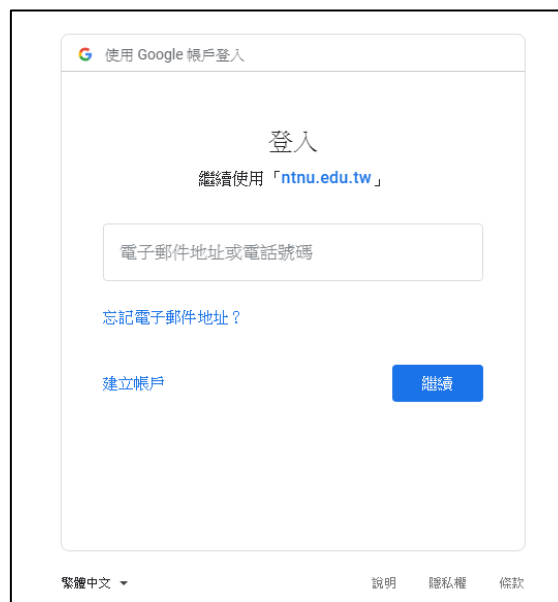 使用 Google 帳戶登入
登入
繼續使用「ntnu.edu.tw」
電子郵件地址或電話號碼
忘記電子郵件地址？
建立帳戶 繼續
繁體中文 說明 隱私權 條款